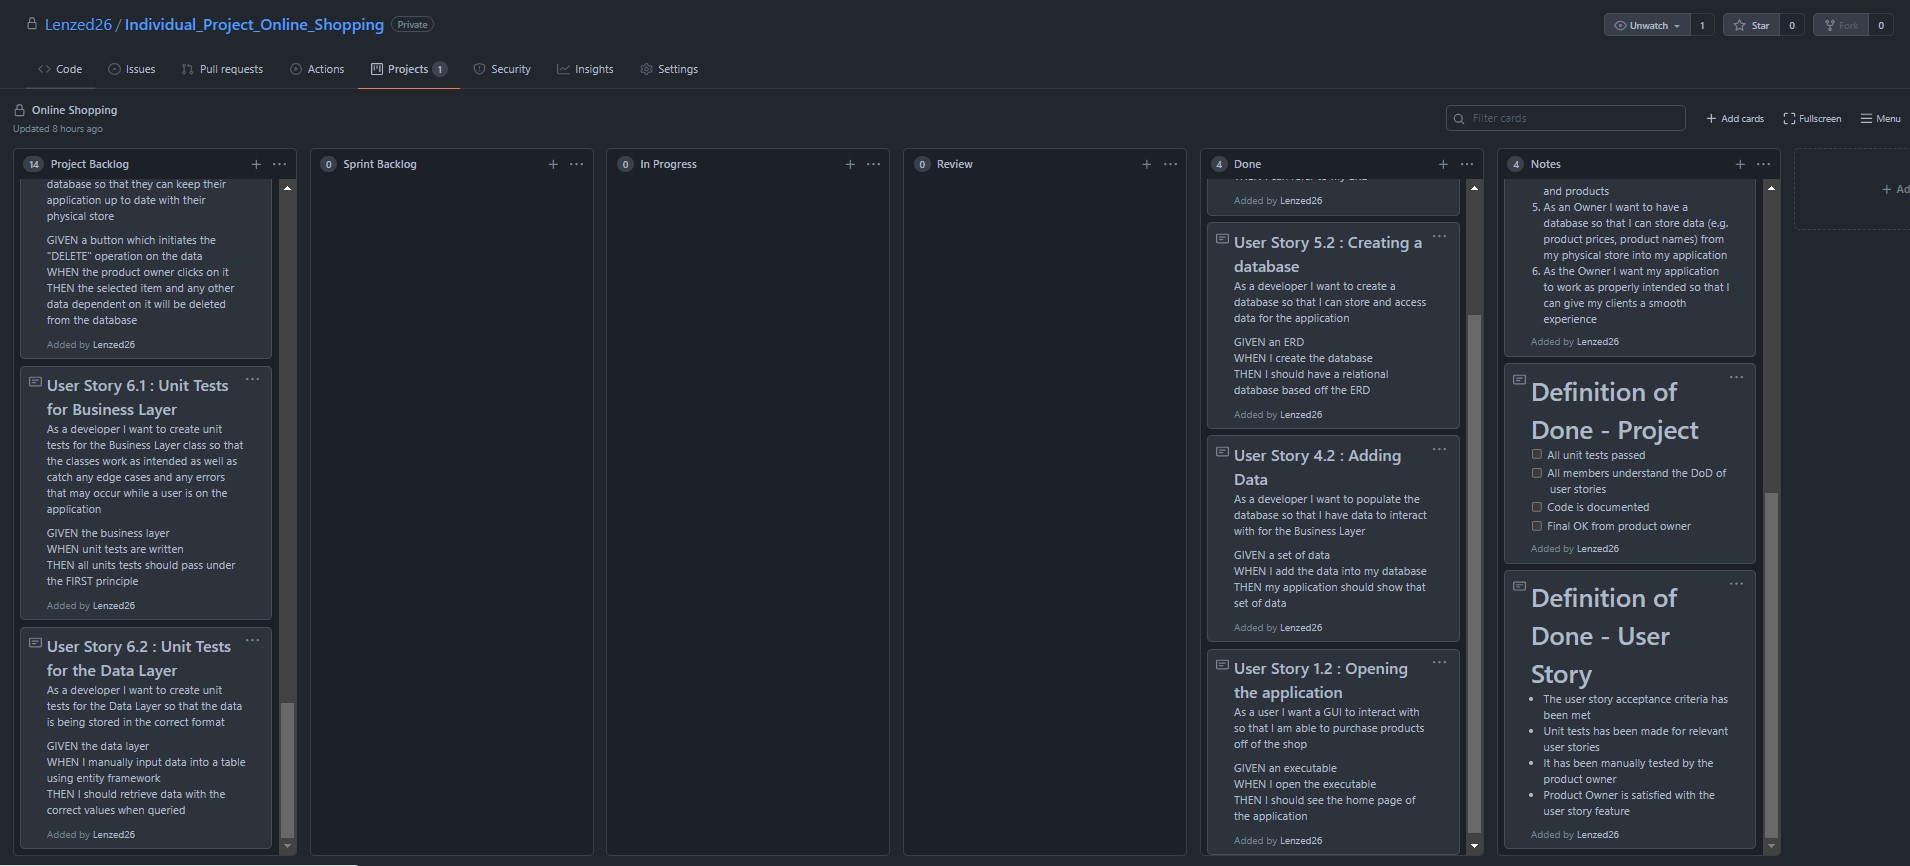 Lenzed26 / Individual_Project_Online_Shopping Private
Unwatch 1 Star 0 Fork 0
Code Issues Pull requests Actions Projects 1 Security Insights Settings
Online Shopping
Updated 8 hours ago
Filter cards
Add cards Fullscreen Menu
14 Project Backlog
database so that they can keep their
application up to date with their
physical store
GIVEN a button which initiates the
"DELETE" operation on the data
WHEN the product owner clicks on it
THEN the selected item and any other
data dependent on it will be deleted
from the database
Added by Lenzed26
User Story 6.1 : Unit Tests
for Business Layer
As a developer I want to create unit
tests for the Business Layer class so that
the classes work as intended as well as
catch any edge cases and any errors
that may occur while a user is on the
application
GIVEN the business layer
WHEN unit tests are written
THEN all units tests should pass under
the FIRST principle
Added by Lenzed26
User Story 6.2 : Unit Tests
for the Data Layer
As a developer I want to create unit
tests for the Data Layer so that the data
is being stored in the correct format
GIVEN the data layer
WHEN I manually input data into a table
using entity framework
THEN I should retrieve data with the
correct values when queried
Added by Lenzed26
0 Sprint Backlog
0 In Progress
0 Review
4 Done
Added by Lenzed26
User Story 5.2 : Creating a
database
As a developer I want to create a
database so that I can store and access
data for the application
GIVEN an ERD
WHEN I create the database
THEN I should have a relational
database based off the ERD
Added by Lenzed26
User Story 4.2 : Adding
Data
As a developer I want to populate the
database so that I have data to interact
with for the Business Layer
GIVEN a set of data
WHEN I add the data into my database
THEN my application should show that
set of data
Added by Lenzed26
User Story 1.2 : Opening
the application
As a user I want a GUI to interact with
so that I am able to purchase products
off of the shop
GIVEN an executable
WHEN I open the executable
THEN I should see the home page of
the application
Added by Lenzed26
4 Notes
and products
5. As an Owner I want to have a
database so that I can store data (e.g.
product prices, product names) from
my physical store into my application
6. As the Owner I want my application
to work as properly intended so that I
can give my clients a smooth
experience
Added by Lenzed26
Definition of
Done - Project
All unit tests passed
All members understand the DoD of
user stories
Code is documented
Final OK from product owner
Added by Lenzed26
Definition of
Done - User
Story
The user story acceptance criteria has
been met
Unit tests has been made for relevant
user stories
It has been manually tested by the
product owner
Product Owner is satisfied with the
user story feature
Added by Lenzed26
+ Ad